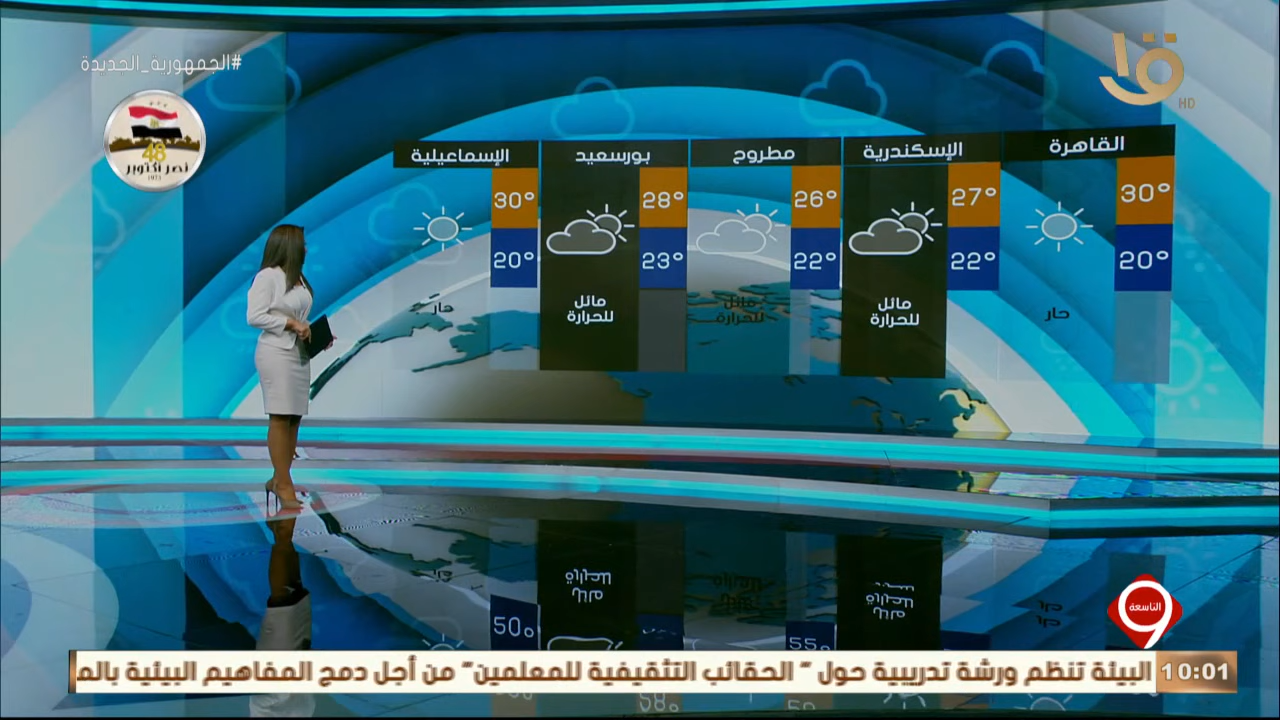 #الجمهورية_الجديدة
HD
48
نصر أكتوبر
1973
القاهرة
30°
20°
حار
الإسكندرية
27°
22°
مائل
للحرارة
مطروح
26°
22°
مائل
للحرارة
بورسعيد
28°
23°
مائل
للحرارة
الإسماعيلية
30°
20°
حار
التاسعة
9
10:01
البيئة تنظم ورشة تدريبية حول " الحقائب التثقيفية للمعلمين" من أجل دمج المفاهيم البيئية بالم